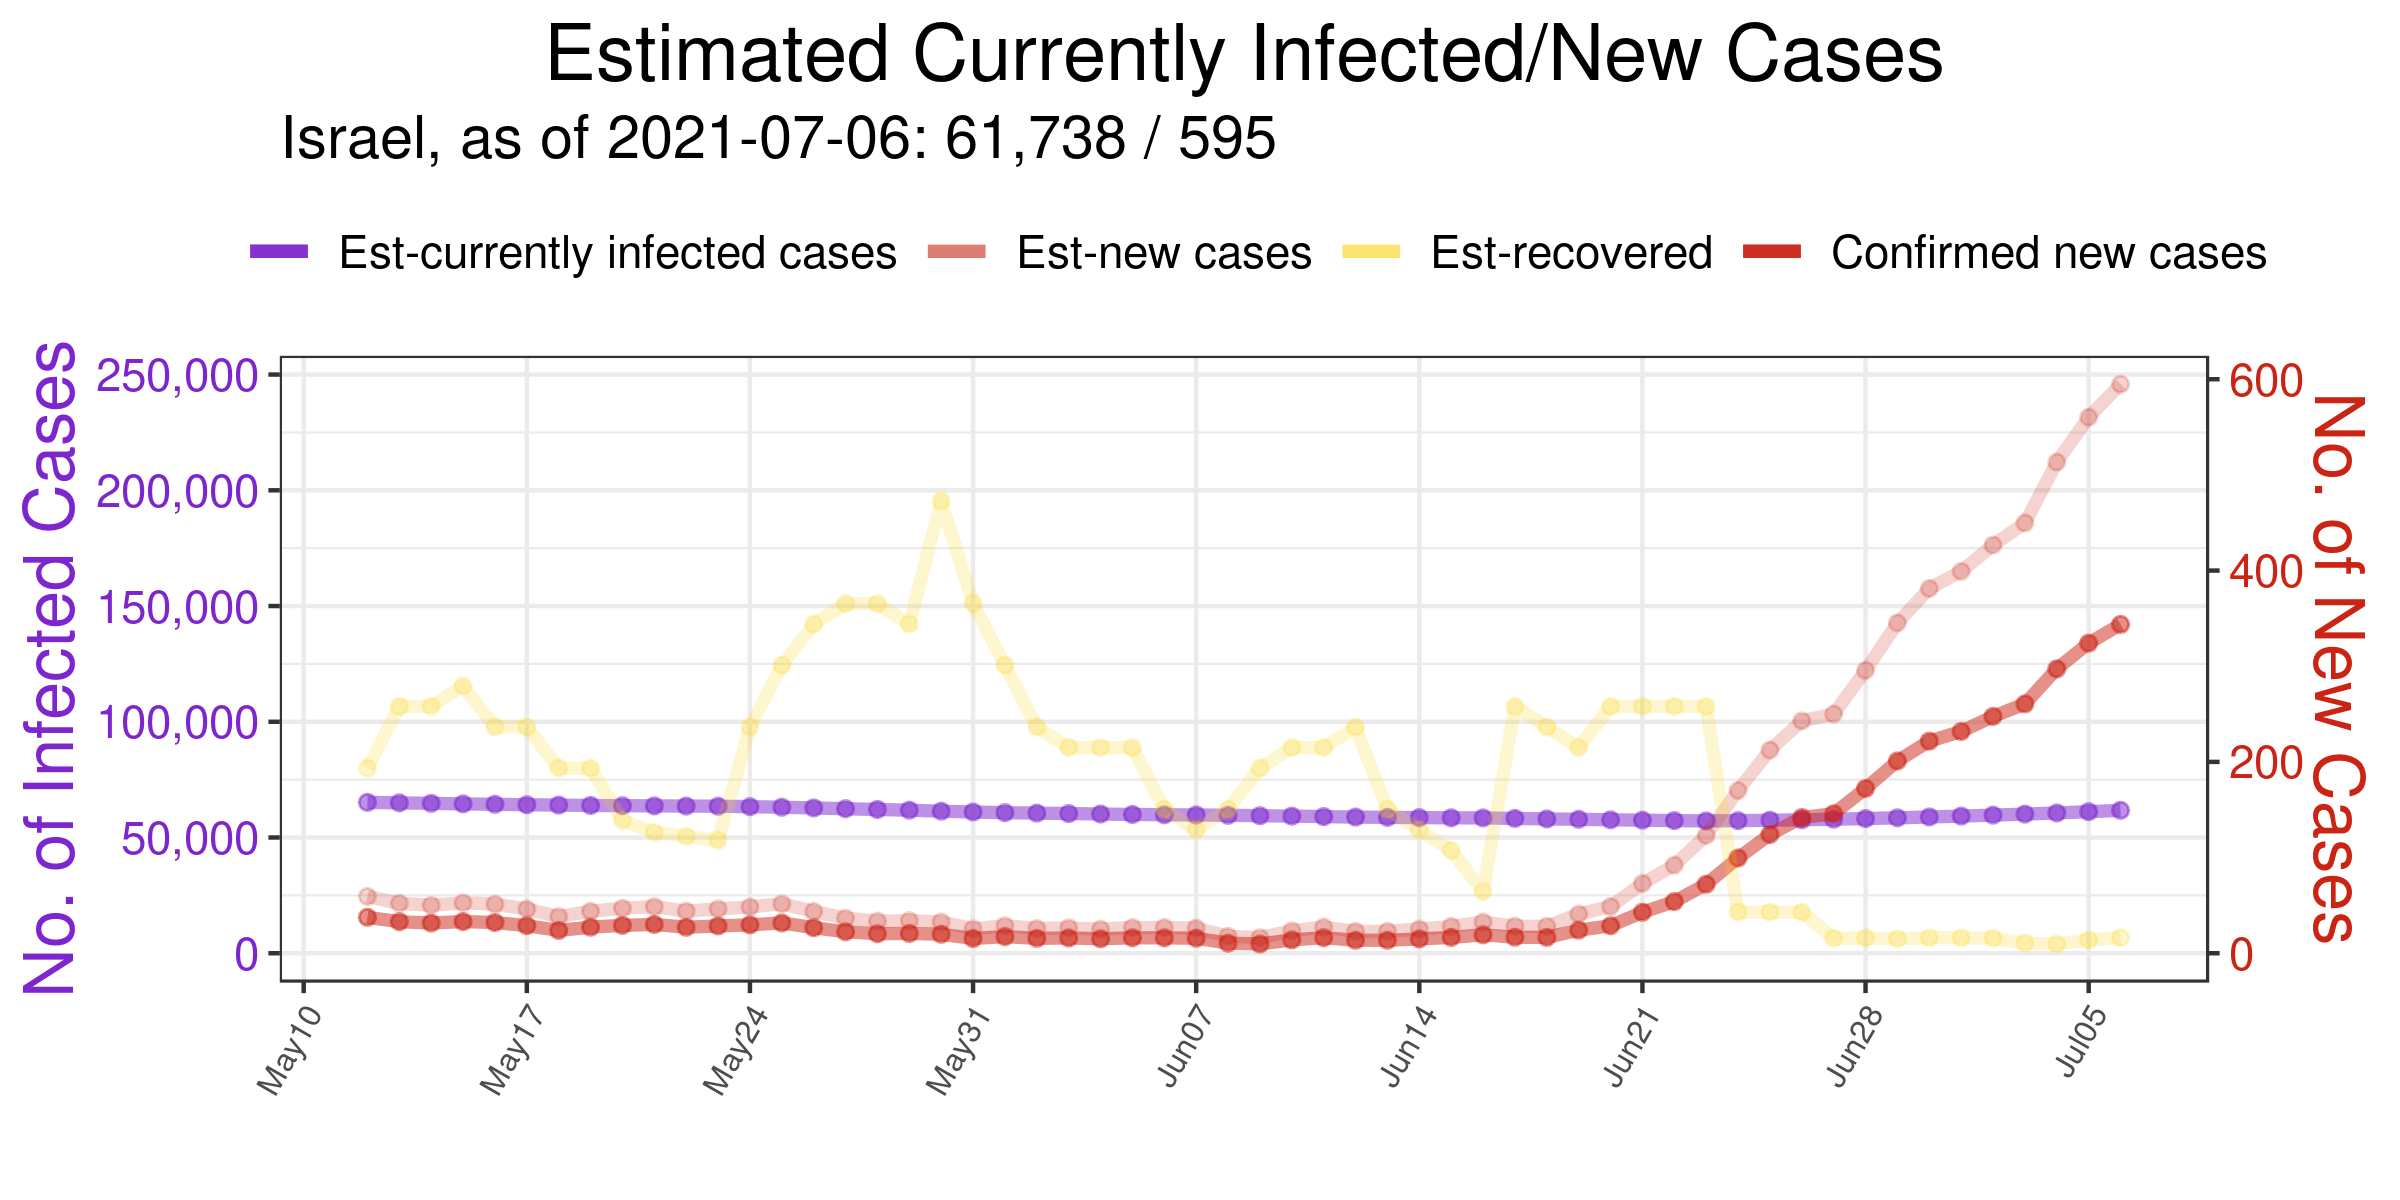 Estimated Currently Infected/New Cases
Israel, as of 2021-07-06: 61,738 / 595
Est-currently infected cases Est-new cases Est-recovered Confirmed new cases
No. of Infected Cases
250,000
200,000
150,000
100,000
50,000
0
600
400
200
0
No. of New Cases
May10 May17 May24 May31 Jun07 Jun14 Jun21 Jun28 Jul05